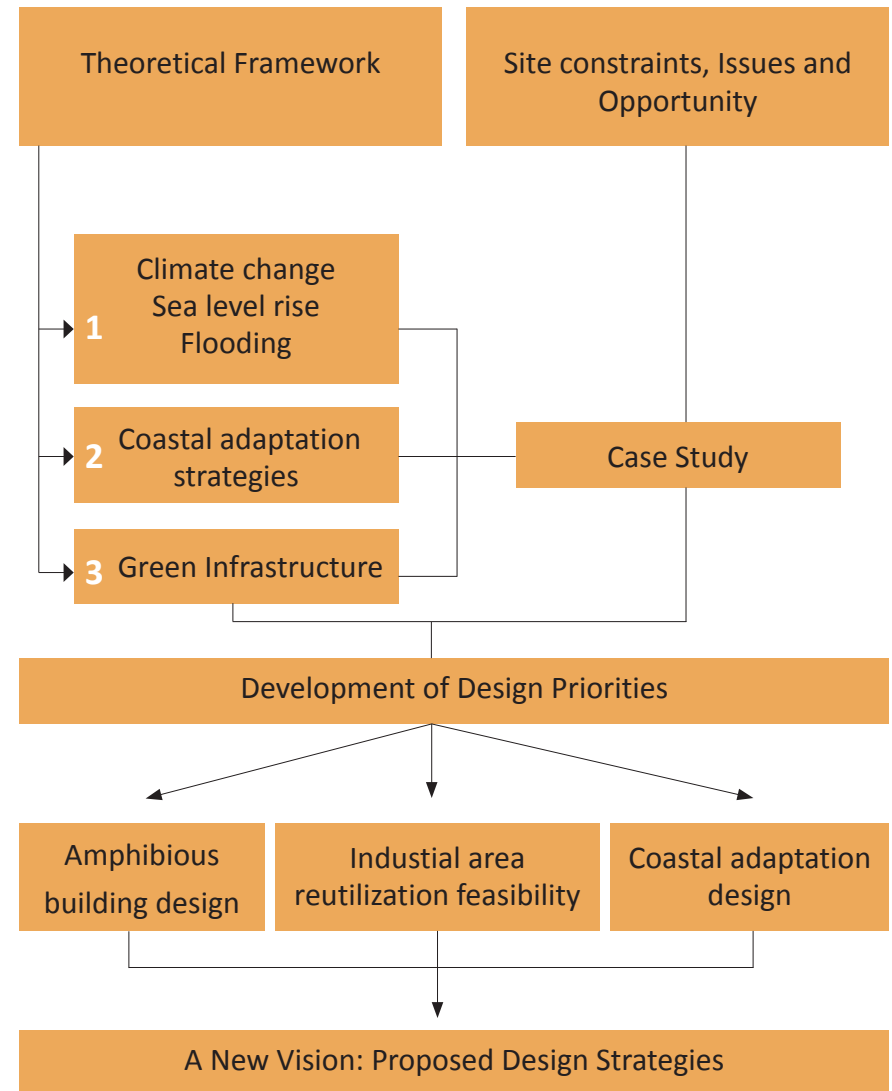 Theoretical Framework
Site constraints, Issues and
Opportunity
1
Climate change
Sea level rise
Flooding
2
Coastal adaptation
strategies
3
Green Infrastructure
Case Study
Development of Design Priorities
Amphibious
building design
Industial area
reutilization feasibility
Coastal adaptation
design
A New Vision: Proposed Design Strategies